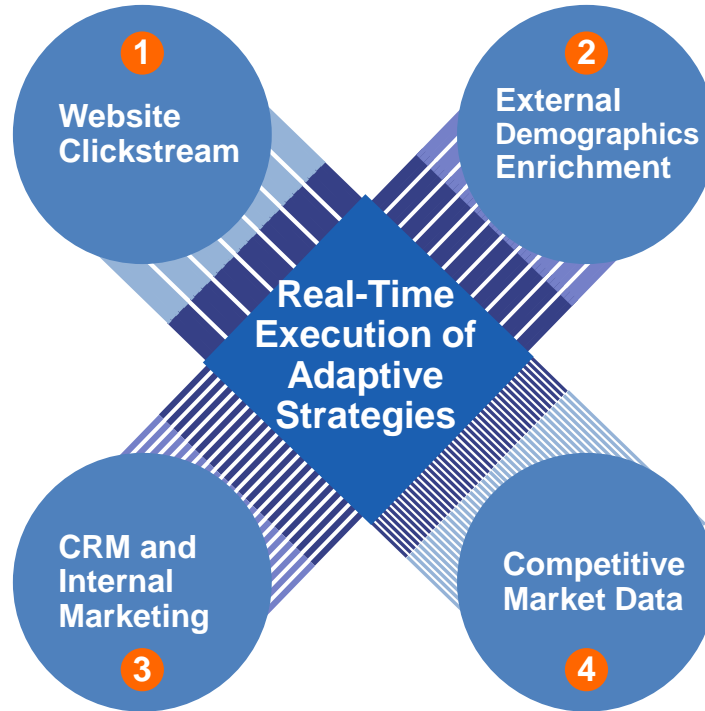 1
Website
Clickstream
2
External
Demographics
Enrichment
Real-Time
Execution of
Adaptive
Strategies
CRM and
Internal
Marketing
3
Competitive
Market Data
4